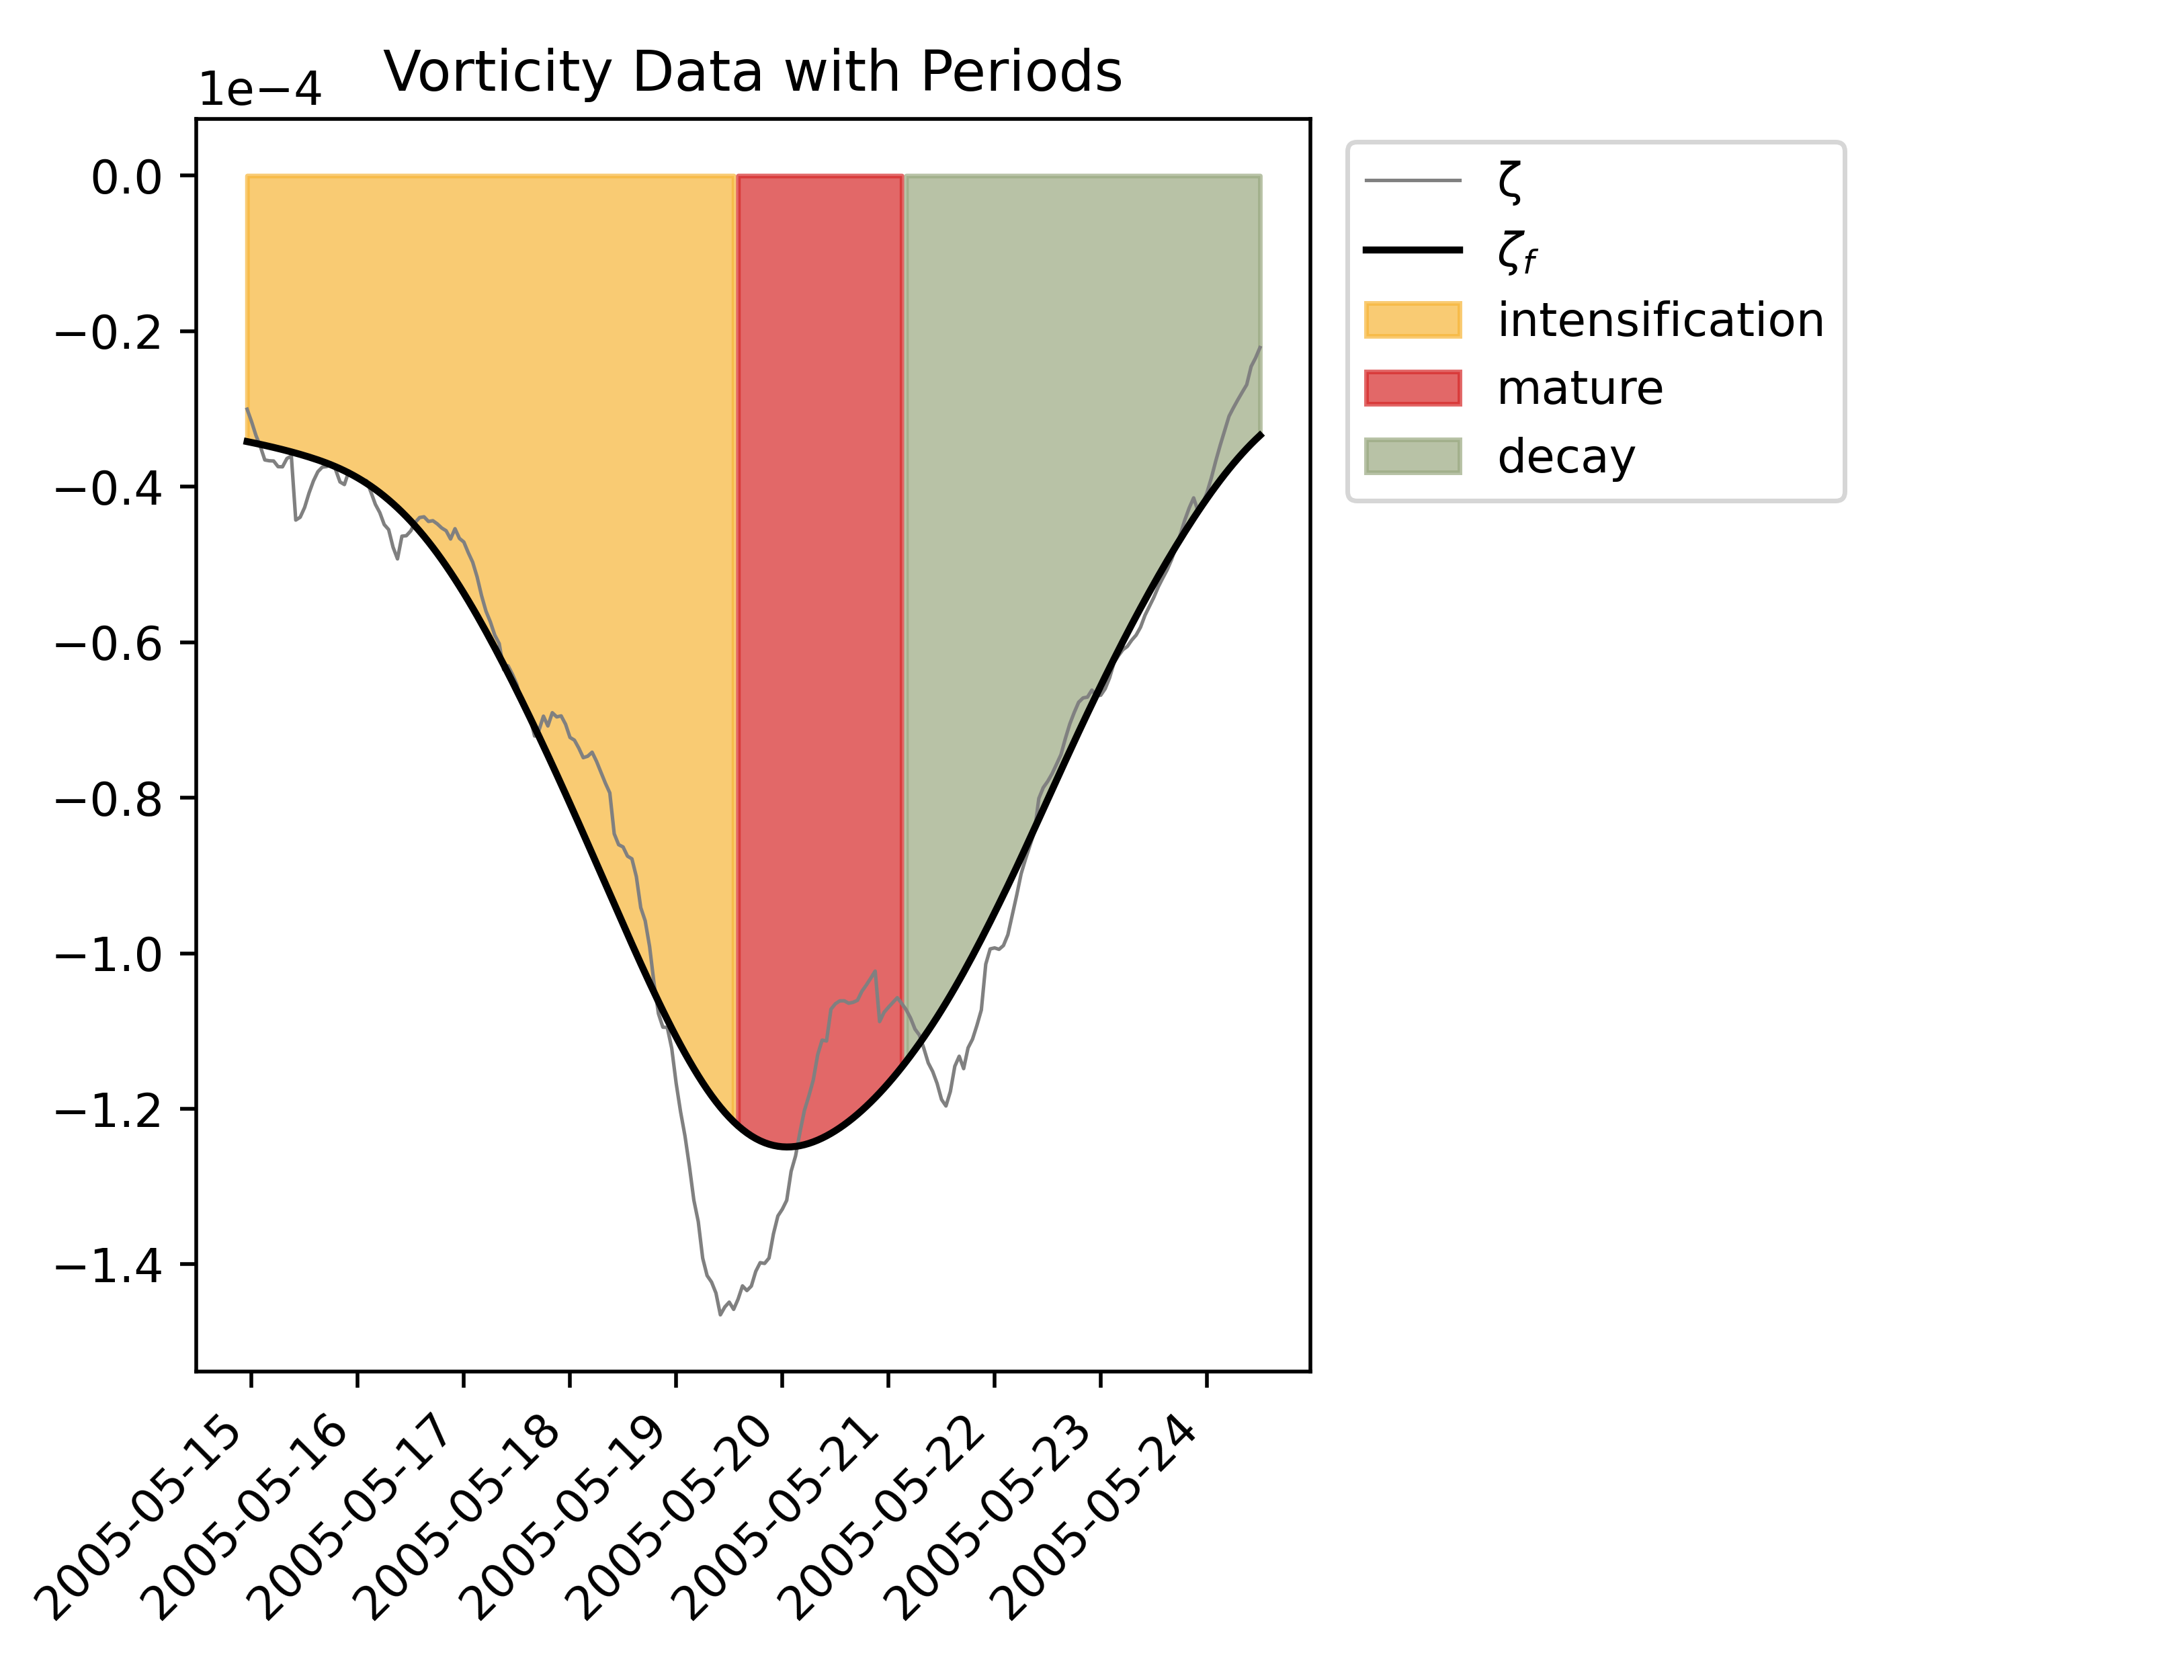 Vorticity Data with Periods
1e−4
0.0
−0.2
−0.4
−0.6
−0.8
−1.0
−1.2
−1.4
2005-05-15
2005-05-16
2005-05-17
2005-05-18
2005-05-19
2005-05-20
2005-05-21
2005-05-22
2005-05-23
2005-05-24
ζ
ζf
intensification
mature
decay